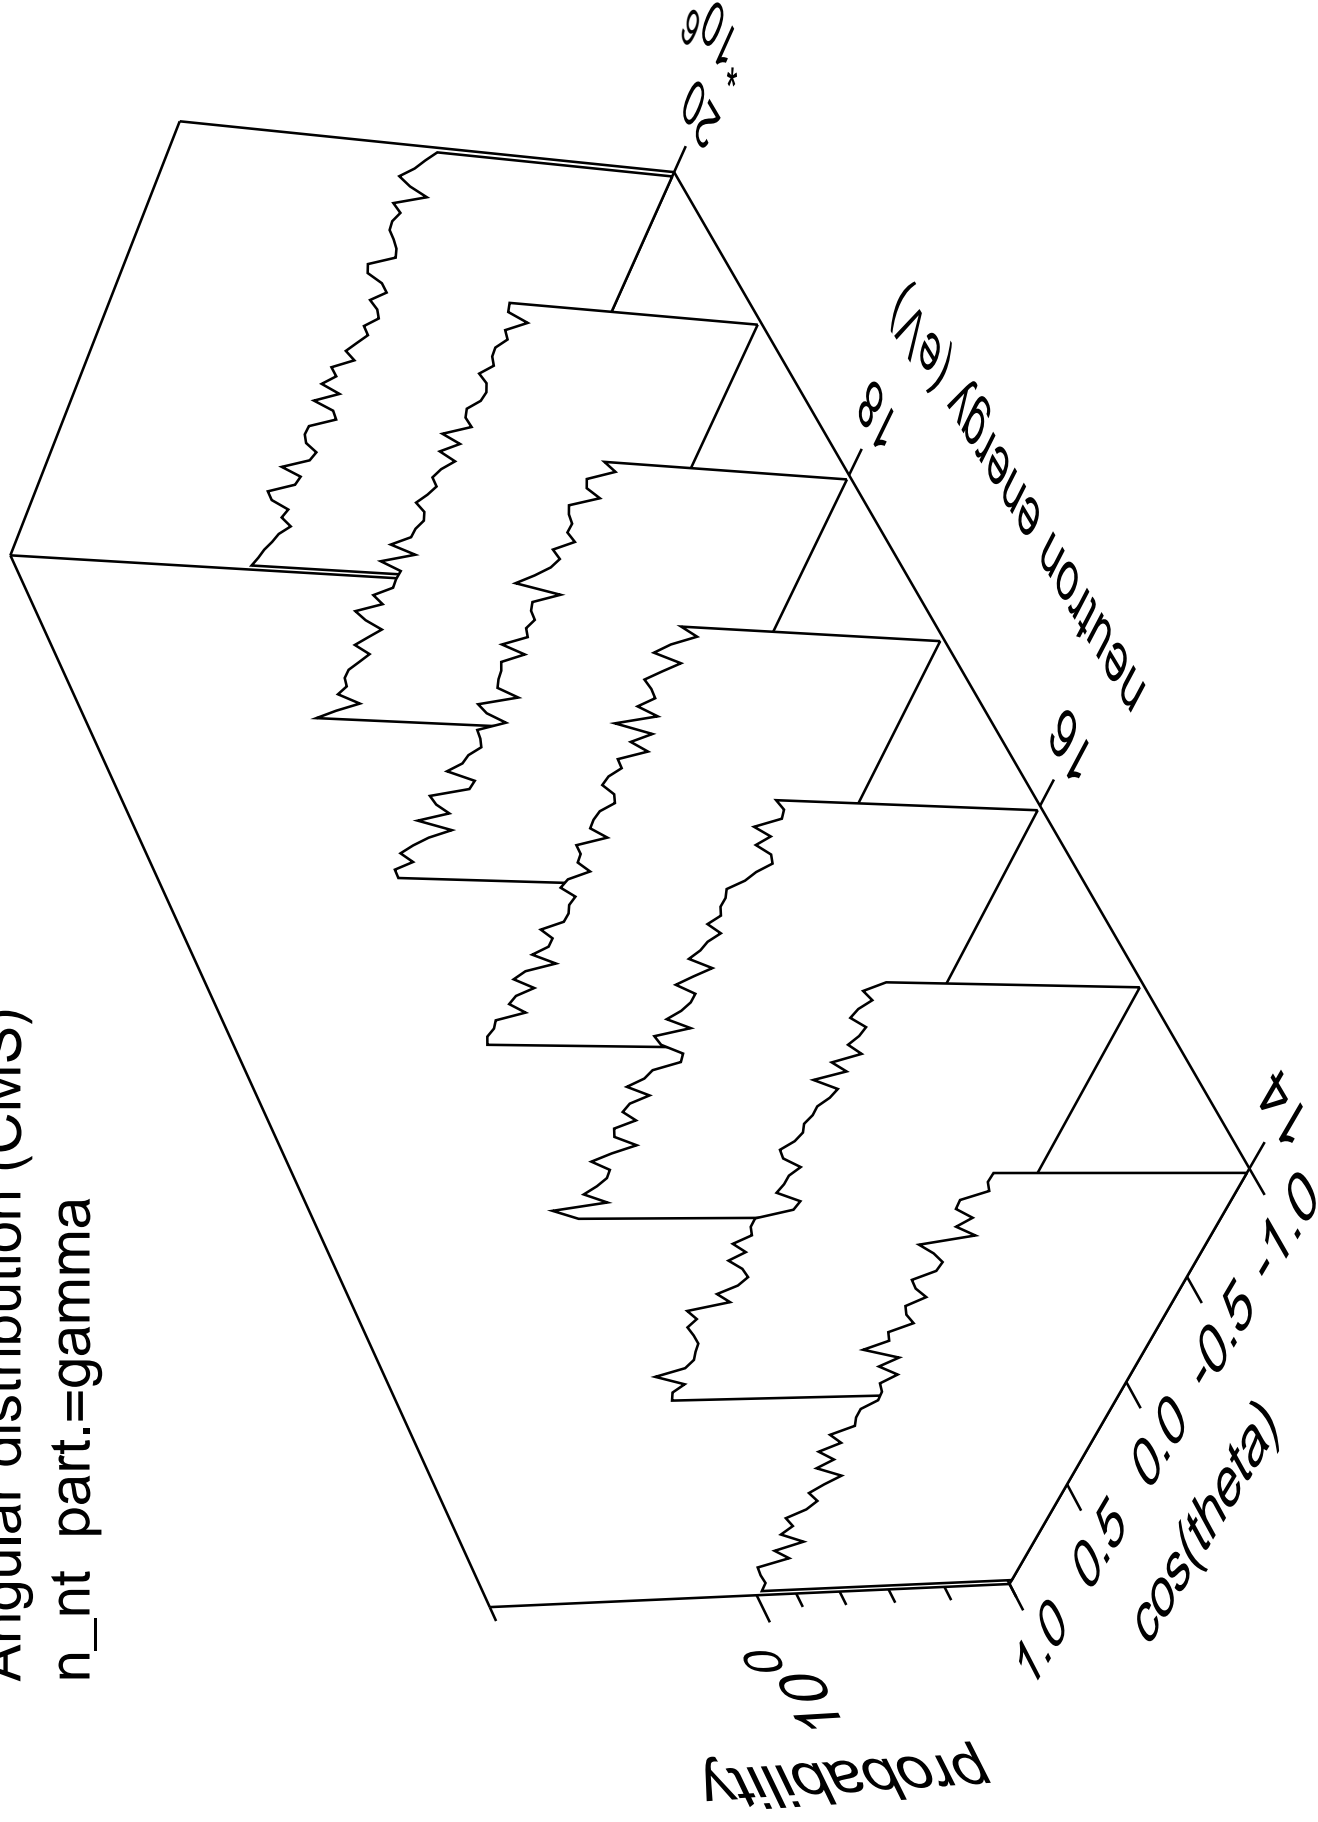 Angular distribution (CMS)
n_nt part.=gamma
probability
10 0
1.0 0.5 0.0 -0.5 -1.0
cos(theta)
14 16 18 20
* 10 6
neutron energy (eV)